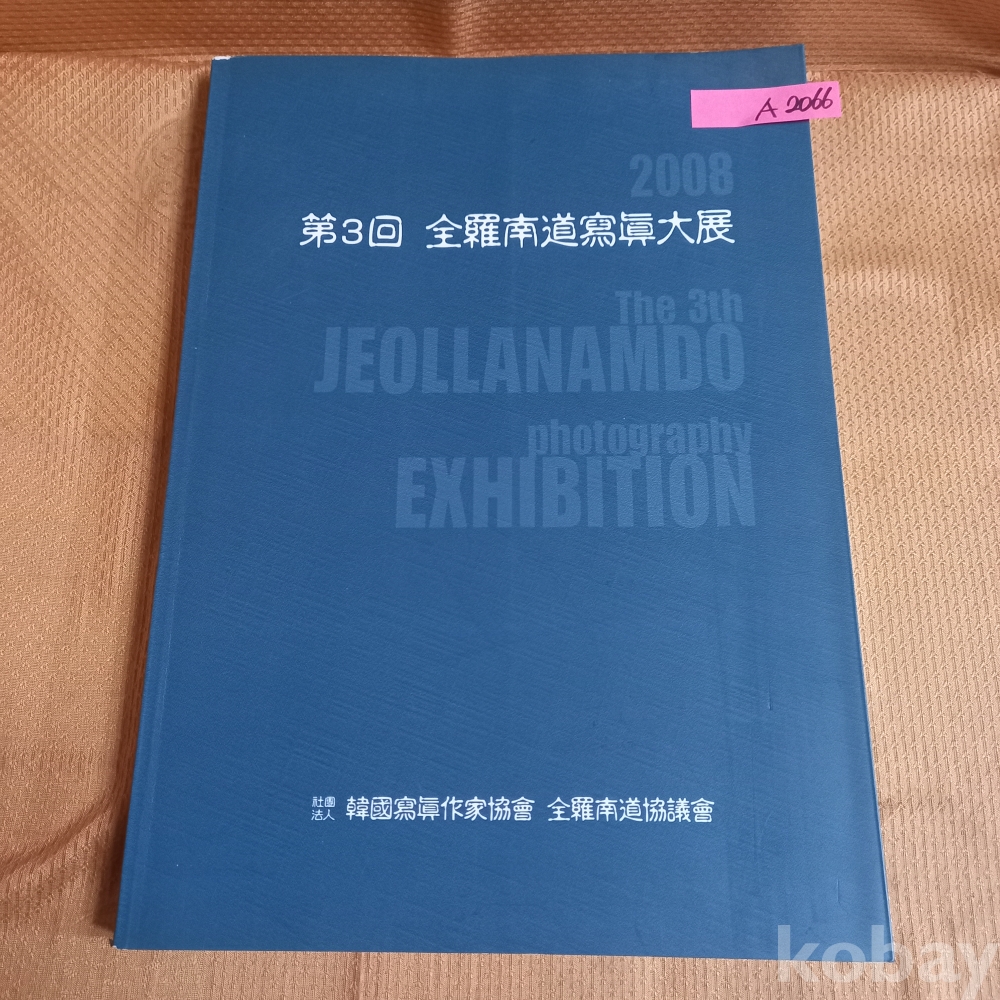 A 2066
2008
第3回 全羅南道寫眞大展
The 3th
JEOLLANAMDO
photography
EXHIBITION
社團法人 韓國寫眞作家協會 全羅南道協議會
kobay